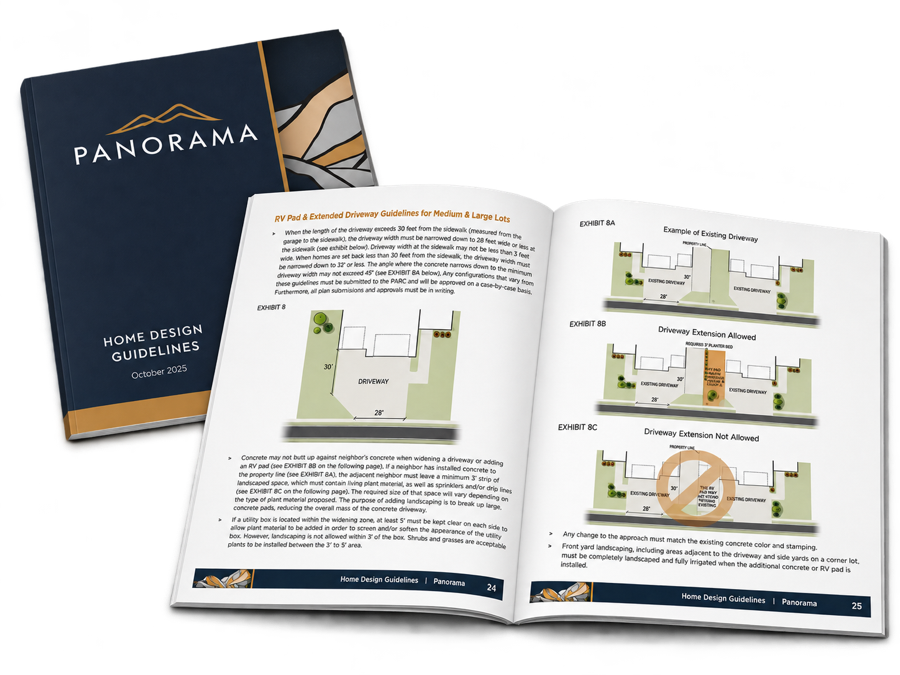 PANORAMA
HOME DESIGN
GUIDELINES
October 2025
RV Pad & Extended Driveway Guidelines for Medium & Large Lots
➤ When the length of the driveway exceeds 30 feet from the sidewalk (measured from the
garage to the sidewalk), the driveway width must be narrowed down to 28 feet wide or less at
the sidewalk (see exhibit below). Driveway width at the sidewalk may not be less than 3 feet
wide. When homes are set back less than 30 feet from the sidewalk, the driveway width must
be narrowed down to 32' or less. The angle where the concrete narrows down to the minimum
driveway width may not exceed 45° (see EXHIBIT 8A below), Any configurations that vary from
these guidelines must be submitted to the PARC and will be approved on a case-by-case basis.
Furthermore, all plan submissions and approvals must be in writing.
EXHIBIT 8
30'
DRIVEWAY
28'
➤ Concrete may not butt up against neighbor's concrete when widening a driveway or adding
an RV pad (see EXHIBIT 8B on the following page). If a neighbor has installed concrete to
the property line (see EXHIBIT 8A), the adjacent neighbor must leave a minimum 3' strip of
landscaped space, which must contain living plant material, as well as sprinklers and/or drip lines
(see EXHIBIT 8C on the following page). The required size of that space will vary depending on
the type of plant material proposed. The purpose of adding landscaping is to break up large,
concrete pads, reducing the overall mass of the concrete driveway.
➤ If a utility box is located within the widening zone, at least 5' must be kept clear on each side to
allow plant material to be added in order to screen and/or soften the appearance of the utility
box. However, landscaping is not allowed within 3' of the box. Shrubs and grasses are acceptable
plants to be installed between the 3' to 5' area.
Home Design Guidelines | Panorama 24
EXHIBIT 8A
Example of Existing Driveway
PROPERTY LINE
30'
EXISTING DRIVEWAY
EXISTING DRIVEWAY
28'
EXHIBIT 8B
Driveway Extension Allowed
REQUIRED 3' PLANTER BED
30'
EXISTING DRIVEWAY
EXISTING DRIVEWAY
28'
EXHIBIT 8C
Driveway Extension Not Allowed
PROPERTY LINE
30'
EXISTING DRIVEWAY
THE RV
PAD MAY
NOT
EXISTING
EXISTING DRIVEWAY
28'
➤ Any change to the approach must match the existing concrete color and stamping.
➤ Front yard landscaping, including areas adjacent to the driveway and side yards on a corner lot,
must be completely landscaped and fully irrigated when the additional concrete or RV pad is
installed.
Home Design Guidelines | Panorama 25